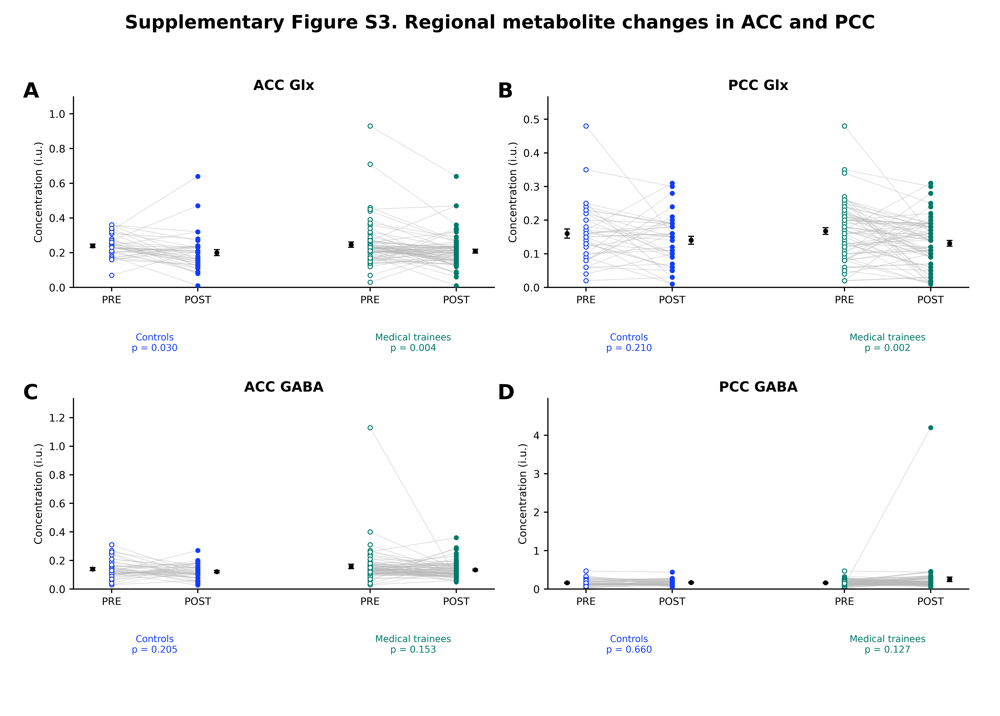 Supplementary Figure S3. Regional metabolite changes in ACC and PCC
A
ACC Glx
Concentration (i.u.)
1.0
0.8
0.6
0.4
0.2
0.0
PRE
POST
PRE
POST
Controls
p = 0.030
Medical trainees
p = 0.004
B
PCC Glx
Concentration (i.u.)
0.5
0.4
0.3
0.2
0.1
0.0
PRE
POST
PRE
POST
Controls
p = 0.210
Medical trainees
p = 0.002
C
ACC GABA
Concentration (i.u.)
1.2
1.0
0.8
0.6
0.4
0.2
0.0
PRE
POST
PRE
POST
Controls
p = 0.205
Medical trainees
p = 0.153
D
PCC GABA
Concentration (i.u.)
4
3
2
1
0
PRE
POST
PRE
POST
Controls
p = 0.660
Medical trainees
p = 0.127